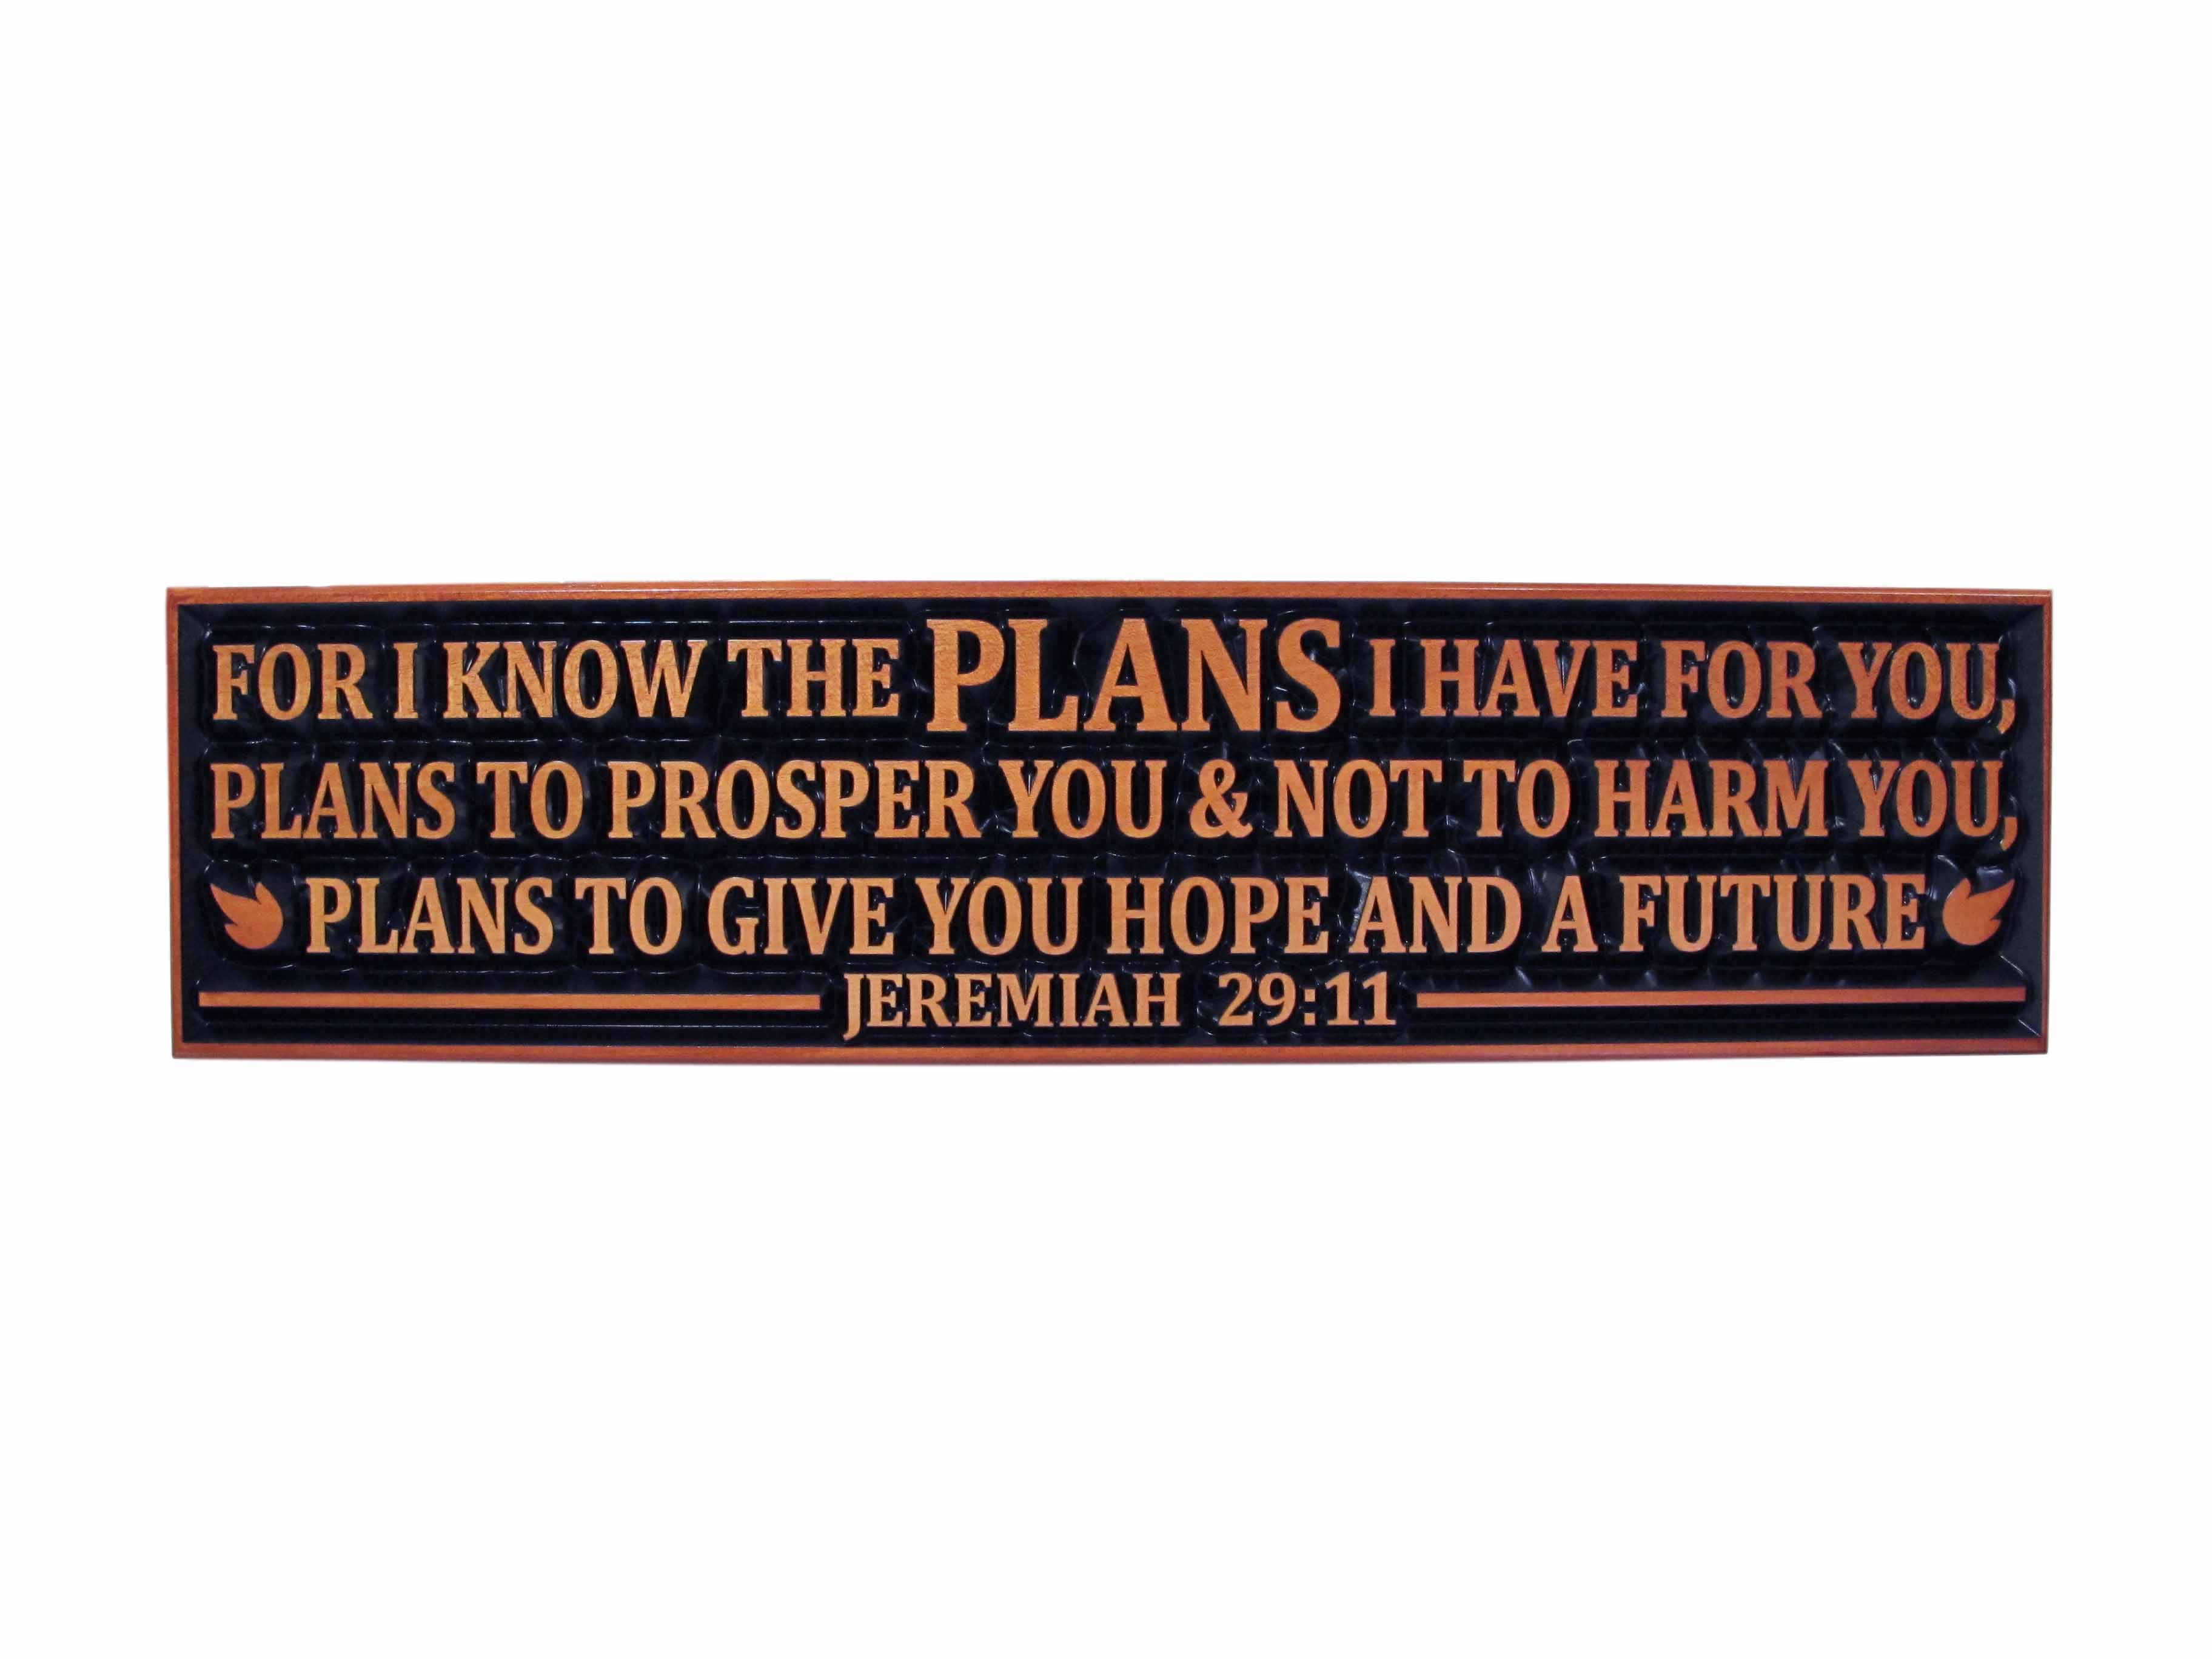 FOR I KNOW THE PLANS I HAVE FOR YOU,
PLANS TO PROSPER YOU & NOT TO HARM YOU,
PLANS TO GIVE YOU HOPE AND A FUTURE
JEREMIAH 29:11